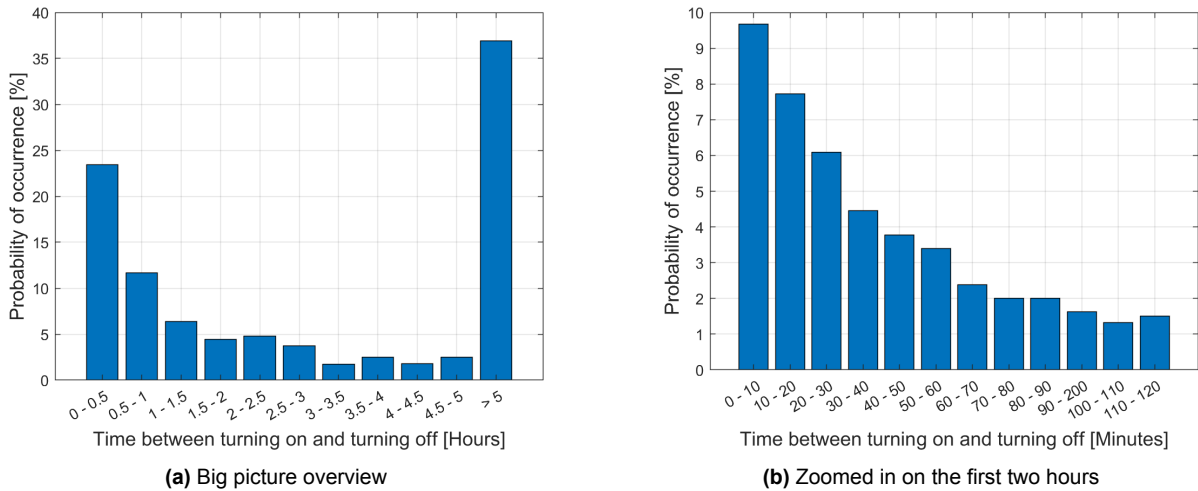 40
35
30
25
20
15
10
5
0
Probability of occurrence [%]
0 - 0.5
0.5 - 1
1 - 1.5
1.5 - 2
2 - 2.5
2.5 - 3
3 - 3.5
3.5 - 4
4 - 4.5
4.5 - 5
> 5
Time between turning on and turning off [Hours]
(a) Big picture overview
10
9
8
7
6
5
4
3
2
1
0
Probability of occurrence [%]
0 - 10
10 - 20
20 - 30
30 - 40
40 - 50
50 - 60
60 - 70
70 - 80
80 - 90
90 - 200
100 - 110
110 - 120
Time between turning on and turning off [Minutes]
(b) Zoomed in on the first two hours